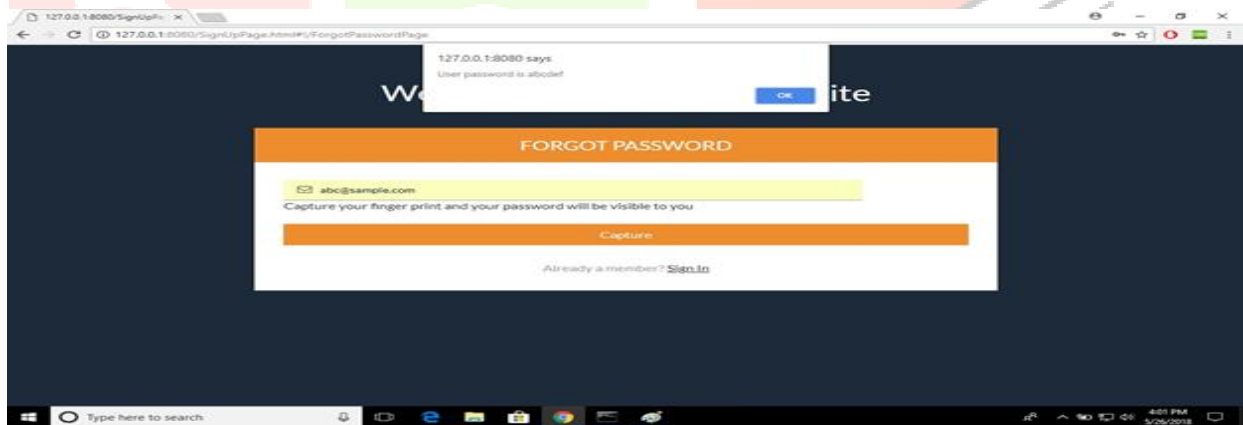 127.0.0.1:8080/SignUpPa
127.0.0.1:8080/SignUpPage.html#!/ForgotPasswordPage
127.0.0.1:8080 says
User password is abcdef
OK
We
ite
FORGOT PASSWORD
abc@sample.com
Capture your finger print and your password will be visible to you
Capture
Already a member? Sign In
Type here to search
4:01 PM
5/26/2018